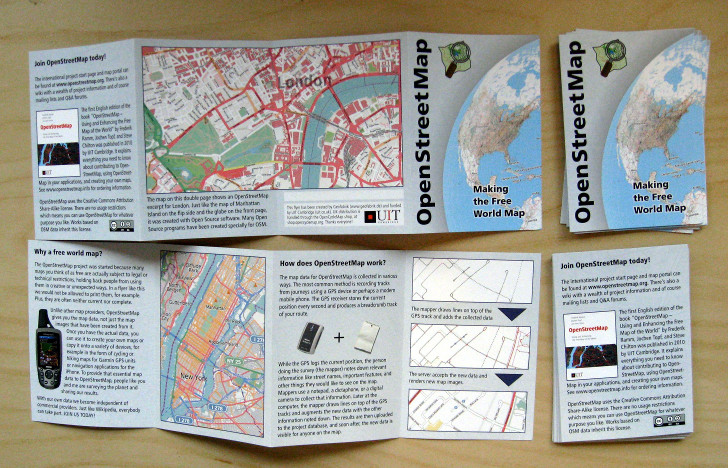 Join OpenStreetMap today!
The international project start page and map portal can
be found at www.openstreetmap.org. There's also a
wiki with a wealth of project information and of course
mailing lists and Q&A forums.
OpenStreetMap
The first English edition of the
book "OpenStreetMap –
Using and Enhancing the Free
Map of the World" by Frederik
Ramm, Jochen Topf and Steve
Chilton was published in 2010
by UIT Cambridge. It explains
everything you need to know
about contributing to Open-
StreetMap, using OpenStreet-
Map in your applications, and creating your own maps.
See www.openstreetmap.info for ordering information.
OpenStreetMap uses the Creative Commons Attribution
Share-Alike license. There are no usage restrictions
which means you can use OpenStreetMap for whatever
purpose you like. Works based on
OSM data inherit this license.
London
The map on this double page shows an OpenStreetMap
excerpt for London. Just like the map of Manhattan
Island on the flip side and the globe on the front page,
it was created with Open Source software. Many Open
Source programs have been created specially for OSM.
This flyer has been created by Geofabrik (www.geofabrik.de) and funded
by UIT Cambridge (uit.co.uk). UK distribution is
handled through the OpenCycleMap shop, at
shop.opencyclemap.org. Thanks everyone!
UIT
CAMBRIDGE
OpenStreetMap
Making
the Free
World Map
OpenStreetMap
Making
the Free
World Map
Why a free world map?
The OpenStreetMap project was started because many
maps you think of as free are actually subject to legal or
technical restrictions, holding back people from using
them in creative or unexpected ways. In a flyer like this
we would not be allowed to print them, for example.
Plus, they are often neither current nor complete.
Unlike other map providers, OpenStreetMap
gives you the map data, not just the map
images that have been created from it.
Once you have the actual data, you
can use it to create your own maps or
copy it onto a variety of devices, for
example in the form of cycling or
hiking maps for Garmin GPS units
or navigation applications for the
iPhone. To provide that essential map
data to OpenStreetMap, people like you
and me are surveying the planet and
sharing our results.
With our own data we become independent of
commercial providers. Just like Wikipedia, everybody
can take part. JOIN US TODAY!
New York
How does OpenStreetMap work?
The map data for OpenStreetMap is collected in various
ways. The most common method is recording tracks
from journeys using a GPS device or perhaps a modern
mobile phone. The GPS receiver stores the current
position every second and produces a breadcrumb track
of your route.
+
While the GPS logs the current position, the person
doing the survey (the mapper) notes down relevant
information like street names, important features, and
other things they would like to see on the map.
Mappers use a notepad, a dictaphone, or a digital
camera to collect that information. Later at the
computer, the mapper draws lines on top of the GPS
tracks and augments the new data with the other
information noted down. The results are then uploaded
to the project database, and soon after, the new data is
visible for anyone on the map.
The mapper draws lines on top of the
GPS track and adds the collected data
The server accepts the new data and
renders new map images.
Join OpenStreetMap today!
The international project start page and map portal can
be found at www.openstreetmap.org. There's also a
wiki with a wealth of project information and of course
mailing lists and Q&A forums.
OpenStreetMap
The first English edition of the
book "OpenStreetMap –
Using and Enhancing the Free
Map of the World" by Frederik
Ramm, Jochen Topf and Steve
Chilton was published in 2010
by UIT Cambridge. It explains
everything you need to know
about contributing to Open-
StreetMap, using OpenStreet-
Map in your applications, and creating your own maps.
See www.openstreetmap.info for ordering information.
OpenStreetMap uses the Creative Commons Attribution
Share-Alike license. There are no usage restrictions
which means you can use OpenStreetMap for whatever
purpose you like. Works based on
OSM data inherit this license.